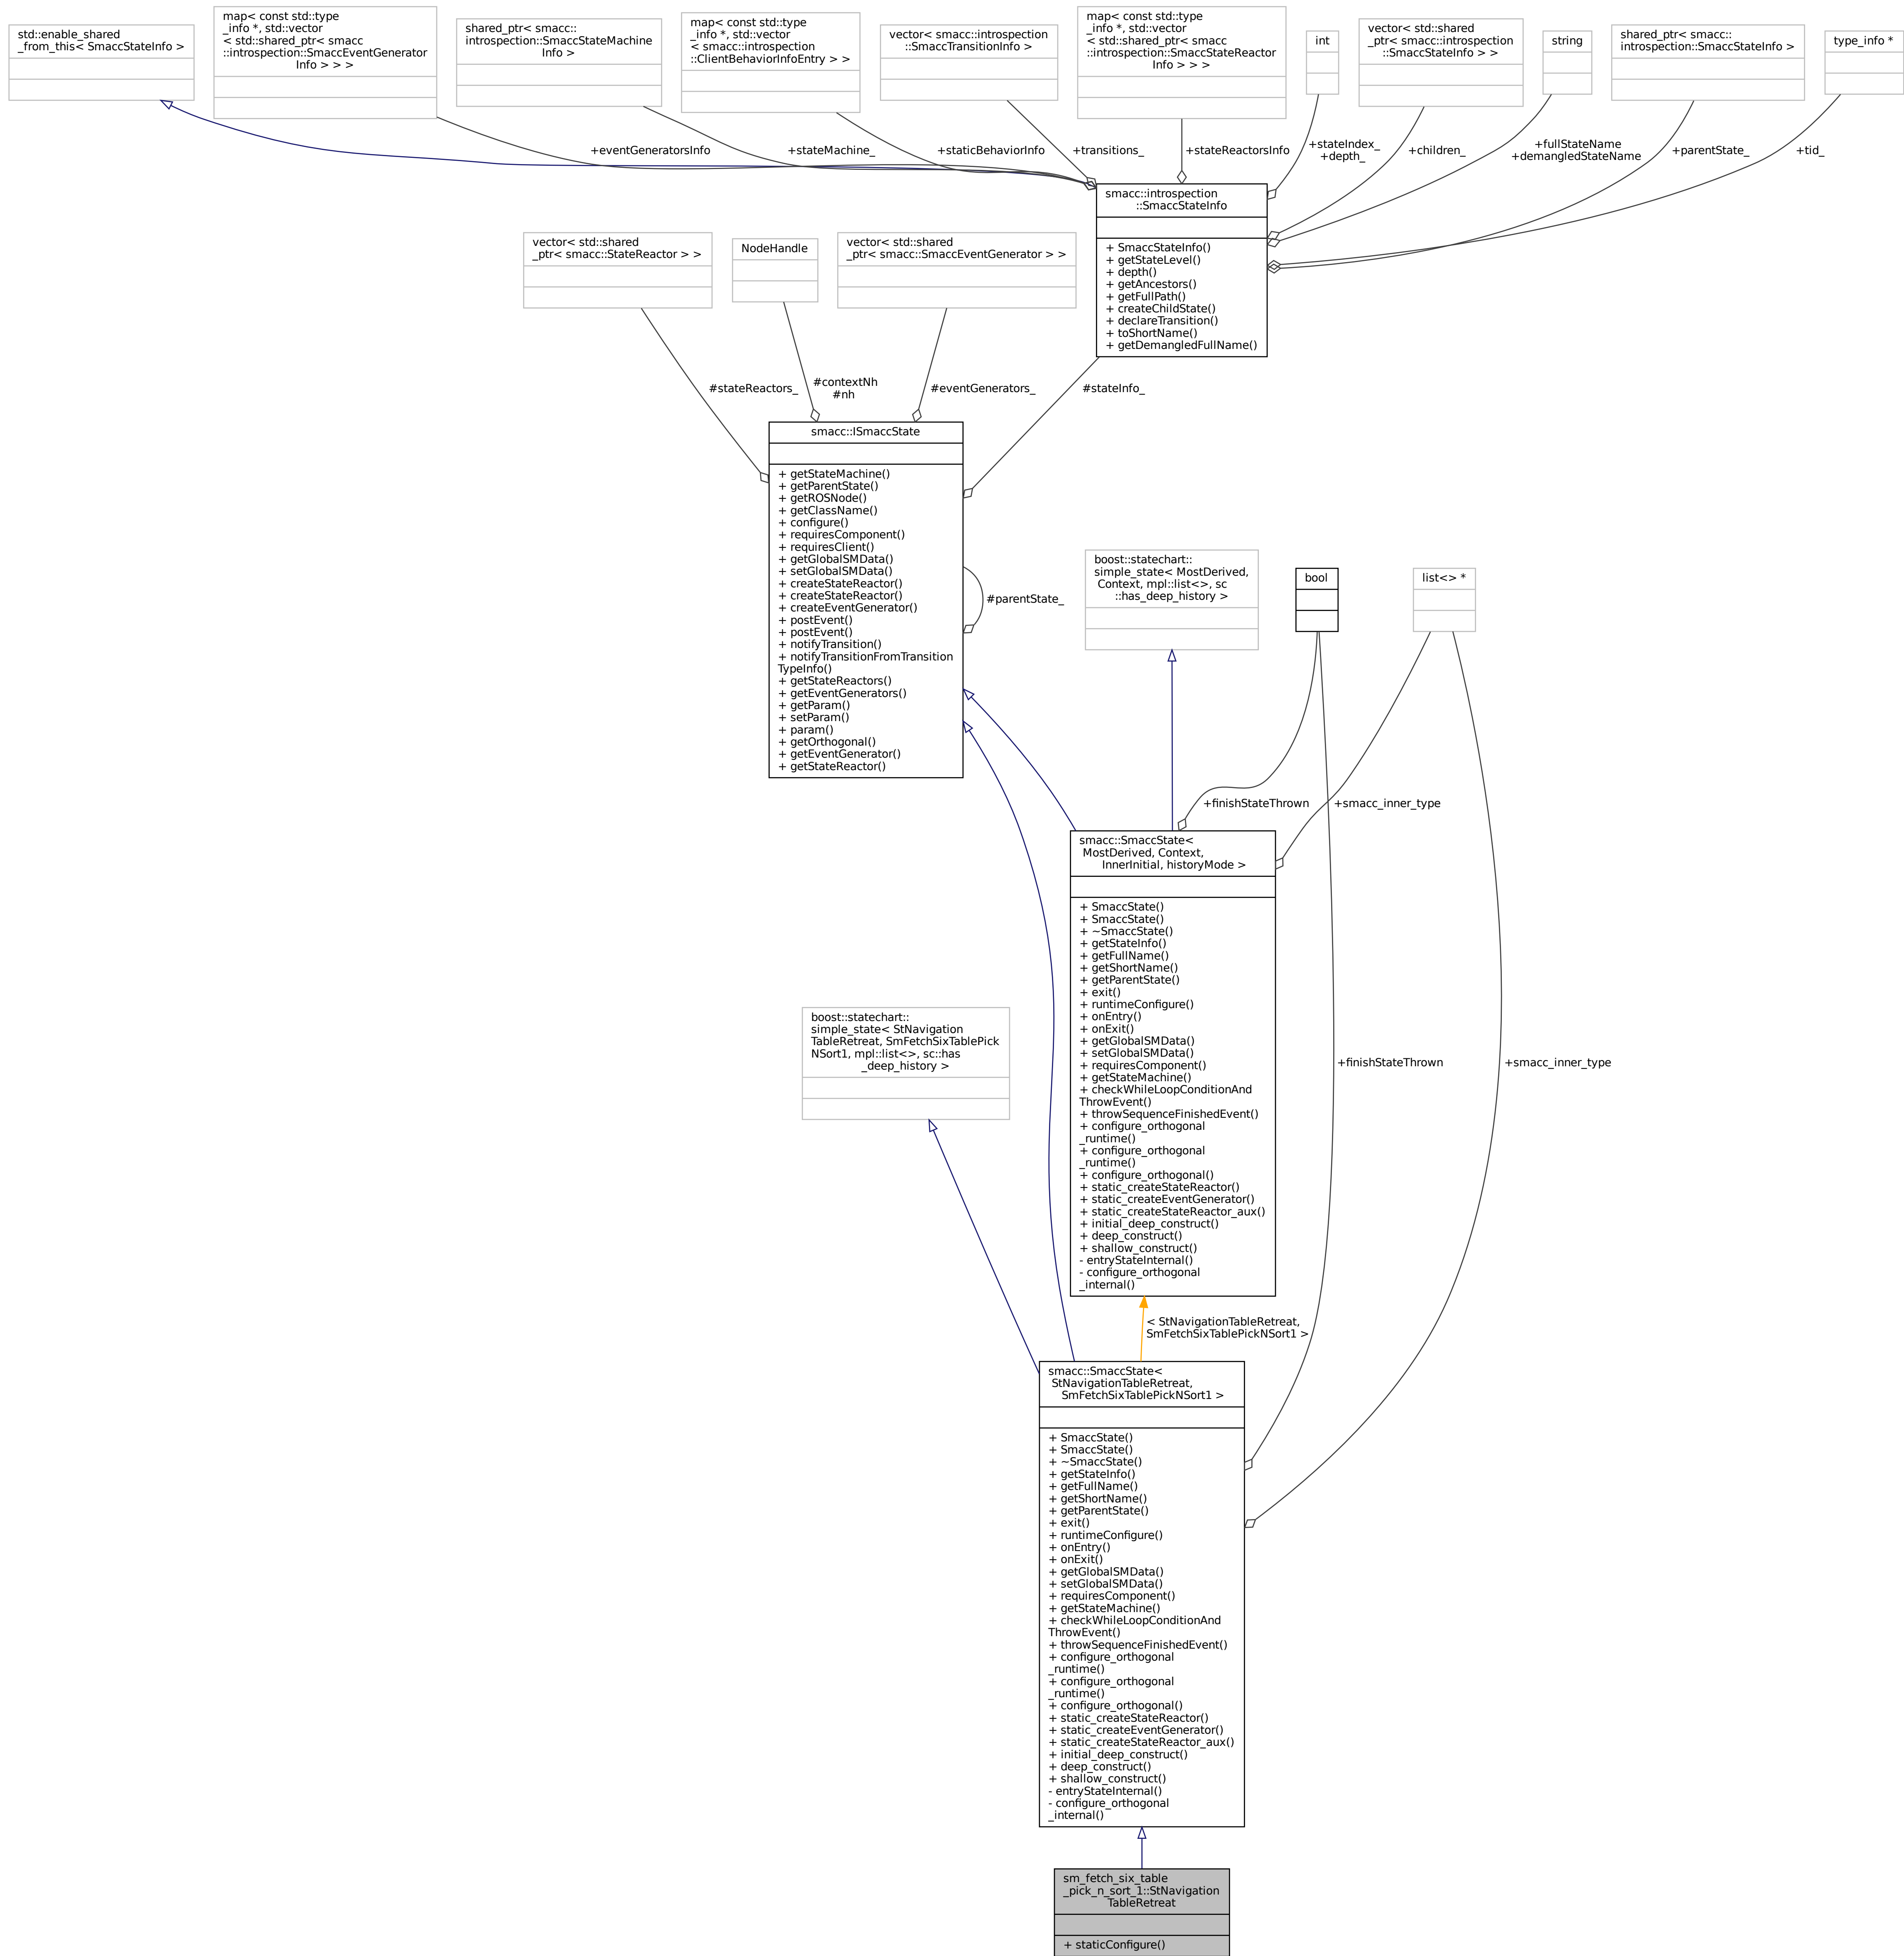 std::enable_shared
_from_this< SmaccStateInfo >
map< const std::type
_info *, std::vector
< std::shared_ptr< smacc
::introspection::SmaccEventGenerator
Info > > >
shared_ptr< smacc::
introspection::SmaccStateMachine
Info >
map< const std::type
_info *, std::vector
< smacc::introspection
::ClientBehaviorInfoEntry > >
vector< smacc::introspection
::SmaccTransitionInfo >
map< const std::type
_info *, std::vector
< std::shared_ptr< smacc
::introspection::SmaccStateReactor
Info > > >
int
vector< std::shared
_ptr< smacc::introspection
::SmaccStateInfo > >
string
shared_ptr< smacc::
introspection::SmaccStateInfo >
type_info *
+eventGeneratorsInfo
+stateMachine_
+staticBehaviorInfo
+transitions_
+stateReactorsInfo
+stateIndex_
+depth_
+children_
+fullStateName
+demangledStateName
+parentState_
+tid_
smacc::introspection
::SmaccStateInfo
+ SmaccStateInfo()
+ getStateLevel()
+ depth()
+ getAncestors()
+ getFullPath()
+ createChildState()
+ declareTransition()
+ toShortName()
+ getDemangledFullName()
vector< std::shared
_ptr< smacc::StateReactor > >
NodeHandle
vector< std::shared
_ptr< smacc::SmaccEventGenerator > >
#stateReactors_
#contextNh
#nh
#eventGenerators_
#stateInfo_
smacc::ISmaccState
+ getStateMachine()
+ getParentState()
+ getROSNode()
+ getClassName()
+ configure()
+ requiresComponent()
+ requiresClient()
+ getGlobalSMData()
+ setGlobalSMData()
+ createStateReactor()
+ createStateReactor()
+ createEventGenerator()
+ postEvent()
+ postEvent()
+ notifyTransition()
+ notifyTransitionFromTransition
TypeInfo()
+ getStateReactors()
+ getEventGenerators()
+ getParam()
+ setParam()
+ param()
+ getOrthogonal()
+ getEventGenerator()
+ getStateReactor()
#parentState_
boost::statechart::
simple_state< MostDerived,
Context, mpl::list<>, sc
::has_deep_history >
bool
list<> *
+finishStateThrown
+smacc_inner_type
smacc::SmaccState<
MostDerived, Context,
InnerInitial, historyMode >
+ SmaccState()
+ SmaccState()
+ ~SmaccState()
+ getStateInfo()
+ getFullName()
+ getShortName()
+ getParentState()
+ exit()
+ runtimeConfigure()
+ onEntry()
+ onExit()
+ getGlobalSMData()
+ setGlobalSMData()
+ requiresComponent()
+ getStateMachine()
+ checkWhileLoopConditionAnd
ThrowEvent()
+ throwSequenceFinishedEvent()
+ configure_orthogonal
_runtime()
+ configure_orthogonal
_runtime()
+ configure_orthogonal()
+ static_createStateReactor()
+ static_createEventGenerator()
+ static_createStateReactor_aux()
+ initial_deep_construct()
+ deep_construct()
+ shallow_construct()
- entryStateInternal()
- configure_orthogonal
_internal()
boost::statechart::
simple_state< StNavigation
TableRetreat, SmFetchSixTablePick
NSort1, mpl::list<>, sc::has
_deep_history >
+finishStateThrown
+smacc_inner_type
< StNavigationTableRetreat,
SmFetchSixTablePickNSort1 >
smacc::SmaccState<
StNavigationTableRetreat,
SmFetchSixTablePickNSort1 >
+ SmaccState()
+ SmaccState()
+ ~SmaccState()
+ getStateInfo()
+ getFullName()
+ getShortName()
+ getParentState()
+ exit()
+ runtimeConfigure()
+ onEntry()
+ onExit()
+ getGlobalSMData()
+ setGlobalSMData()
+ requiresComponent()
+ getStateMachine()
+ checkWhileLoopConditionAnd
ThrowEvent()
+ throwSequenceFinishedEvent()
+ configure_orthogonal
_runtime()
+ configure_orthogonal
_runtime()
+ configure_orthogonal()
+ static_createStateReactor()
+ static_createEventGenerator()
+ static_createStateReactor_aux()
+ initial_deep_construct()
+ deep_construct()
+ shallow_construct()
- entryStateInternal()
- configure_orthogonal
_internal()
sm_fetch_six_table
_pick_n_sort_1::StNavigation
TableRetreat
+ staticConfigure()